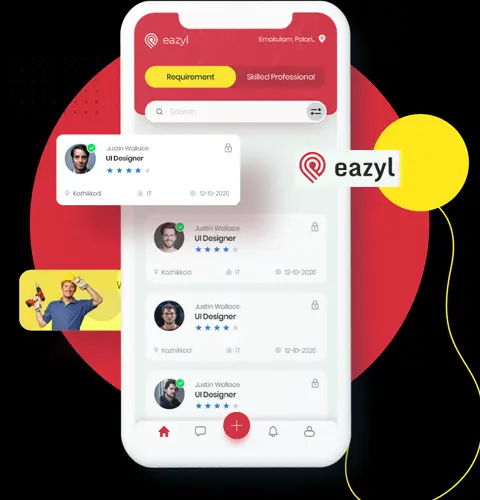 eazyl
Ernakulam, Palari..
Requirement
Skilled Professional
Search
Justin Wallace
UI Designer
Kozhikkod
IT
12-10-2020
eazyl
Justin Wallace
UI Designer
Kozhikkod
IT
12-10-2020
Justin Wallace
UI Designer
Kozhikkod
IT
12-10-2020
Justin Wallace
UI Designer